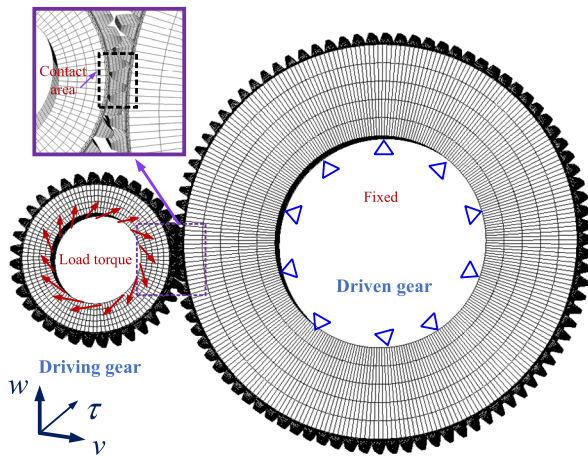 Contact
area
Fixed
Load torque
Driven gear
Driving gear
w
τ
v